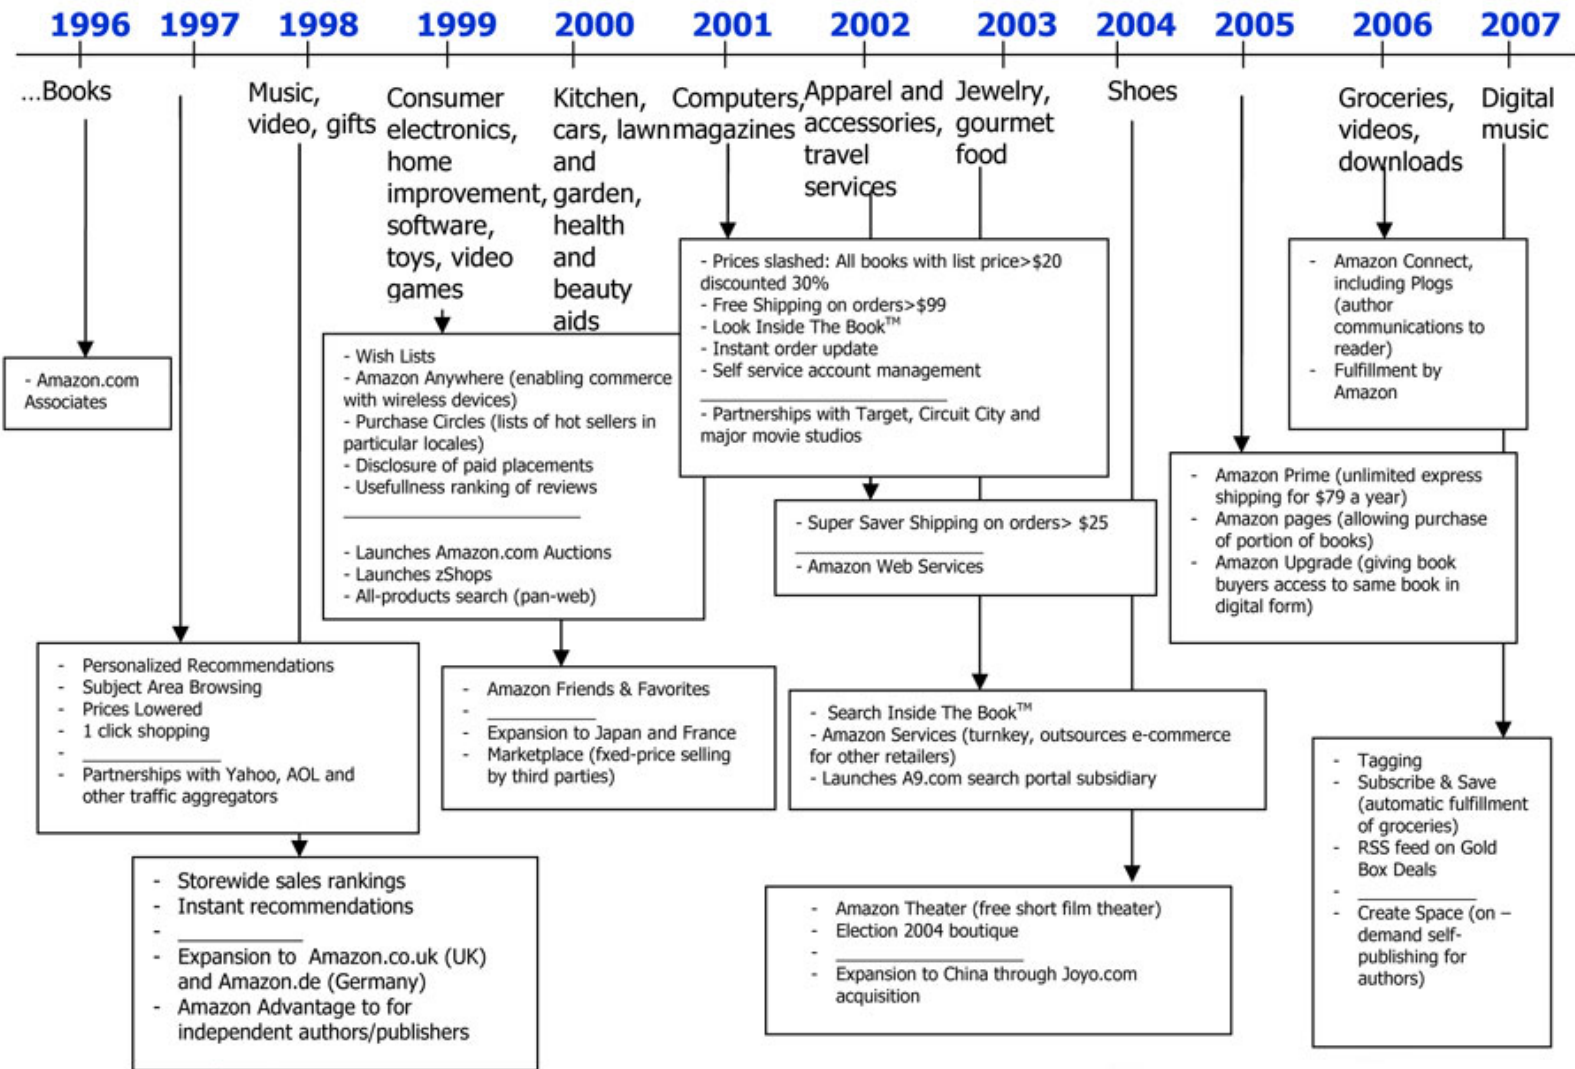 1996 1997 1998 1999 2000 2001 2002 2003 2004 2005 2006 2007
...Books
Music,
video, gifts
Consumer
electronics,
home
improvement,
software,
toys, video
games
Kitchen,
cars, lawn
and
garden,
health
and
beauty
aids
Computers,
magazines
Apparel and
accessories,
travel
services
Jewelry,
gourmet
food
Shoes
Groceries,
videos,
downloads
Digital
music
- Amazon.com
Associates
- Personalized Recommendations
- Subject Area Browsing
- Prices Lowered
- 1 click shopping
- ____________
- Partnerships with Yahoo, AOL and
other traffic aggregators
- Storewide sales rankings
- Instant recommendations
- ____________
- Expansion to Amazon.co.uk (UK)
and Amazon.de (Germany)
- Amazon Advantage to for
independent authors/publishers
- Wish Lists
- Amazon Anywhere (enabling commerce
with wireless devices)
- Purchase Circles (lists of hot sellers in
particular locales)
- Disclosure of paid placements
- Usefullness ranking of reviews
____________
- Launches Amazon.com Auctions
- Launches zShops
- All-products search (pan-web)
- Amazon Friends & Favorites
- ____________
- Expansion to Japan and France
- Marketplace (fxed-price selling
by third parties)
- Prices slashed: All books with list price>$20
discounted 30%
- Free Shipping on orders>$99
- Look Inside The Book™
- Instant order update
- Self service account management
____________
- Partnerships with Target, Circuit City and
major movie studios
- Super Saver Shipping on orders> $25
____________
- Amazon Web Services
- Search Inside The Book™
- Amazon Services (turnkey, outsources e-commerce
for other retailers)
- Launches A9.com search portal subsidiary
- Amazon Theater (free short film theater)
- Election 2004 boutique
- ____________
- Expansion to China through Joyo.com
acquisition
- Amazon Prime (unlimited express
shipping for $79 a year)
- Amazon pages (allowing purchase
of portion of books)
- Amazon Upgrade (giving book
buyers access to same book in
digital form)
- Amazon Connect,
including Plogs
(author
communications to
reader)
- Fulfillment by
Amazon
- Tagging
- Subscribe & Save
(automatic fulfillment
of groceries)
- RSS feed on Gold
Box Deals
- ____________
- Create Space (on –
demand self-
publishing for
authors)